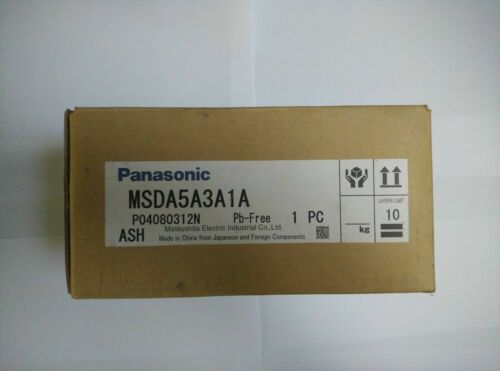 Panasonic
MSDA5A3A1A
P04080312N Pb-Free 1 PC
Matsushita Electric Industrial Co.,Ltd.
ASH Made in China from Japanese and Foreign Components
kg
LAYERS LIMIT
10